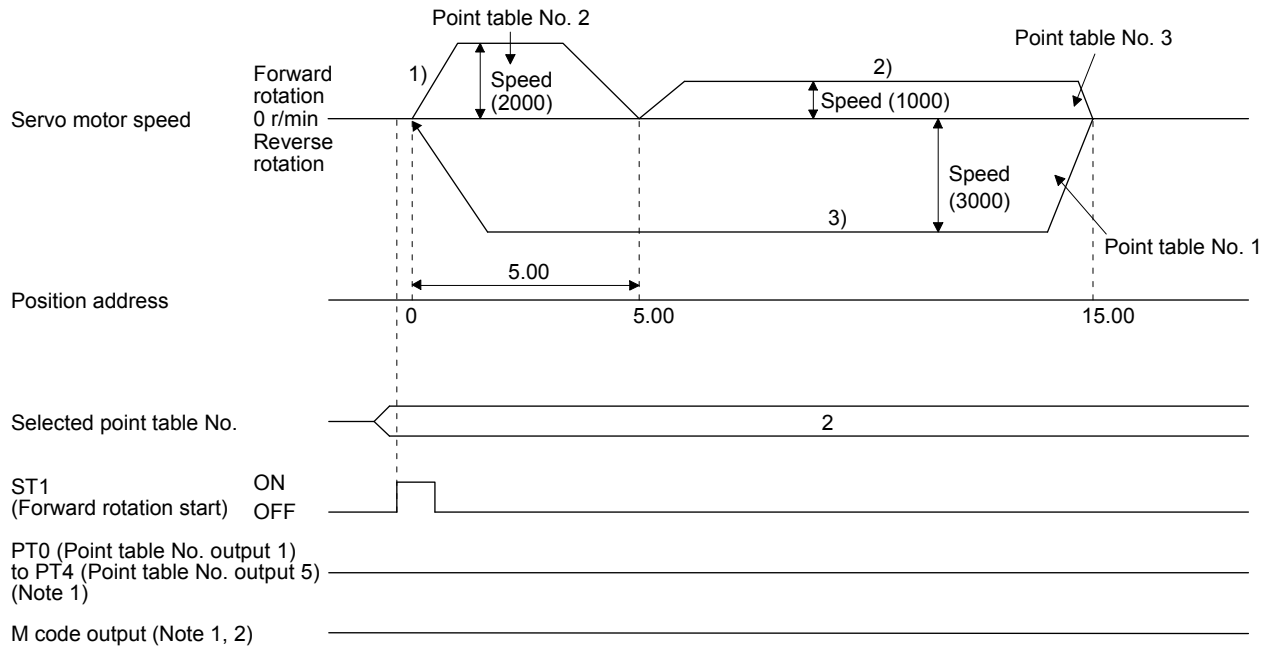 Point table No. 2
Point table No. 3
Forward
rotation
0 r/min
Reverse
rotation
Servo motor speed
1)
Speed
(2000)
2)
Speed (1000)
Speed
(3000)
3)
Point table No. 1
5.00
Position address
0
5.00
15.00
Selected point table No.
2
ST1
(Forward rotation start)
ON
OFF
PT0 (Point table No. output 1)
to PT4 (Point table No. output 5)
(Note 1)
M code output (Note 1, 2)